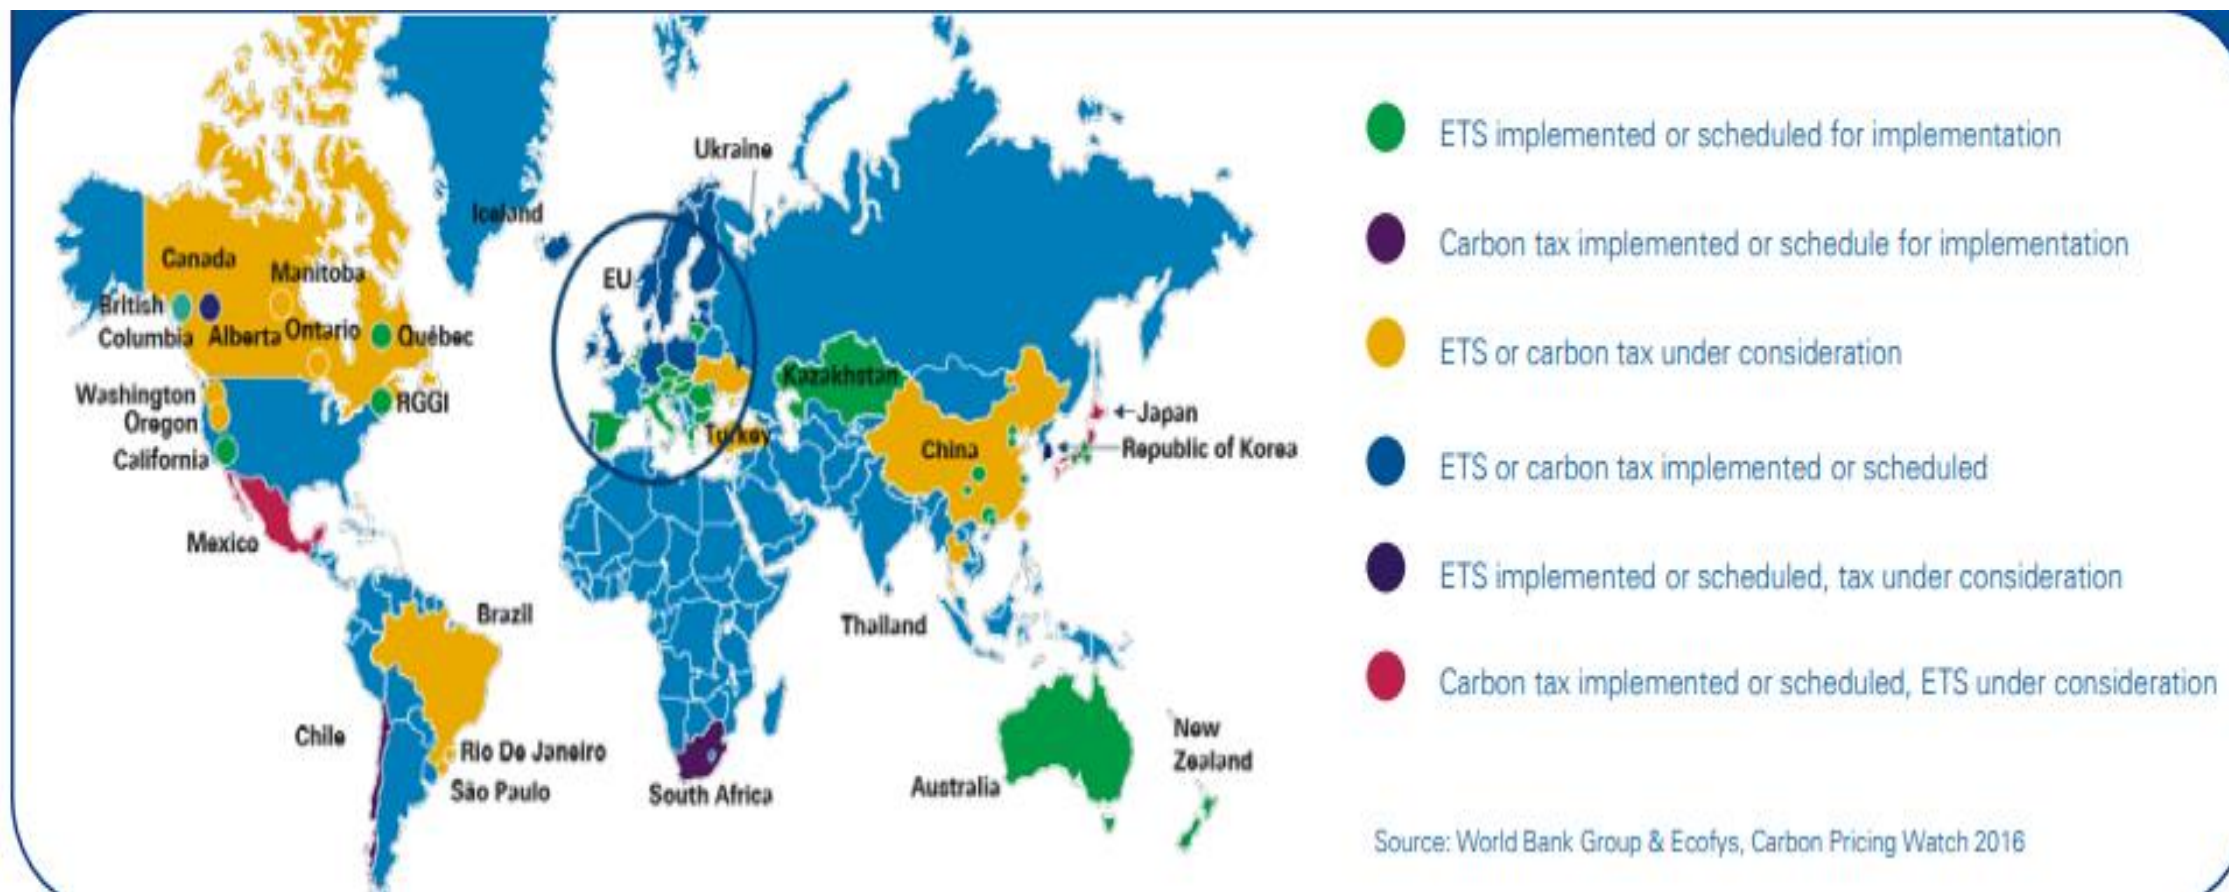 Ukraine
Iceland
EU
Canada
Manitoba
British
Columbia
Alberta
Ontario
Québec
Washington
Oregon
California
RGGI
Mexico
Kazakhstan
Turkey
China
Japan
Republic of Korea
Brazil
Thailand
Chile
Rio De Janeiro
São Paulo
South Africa
Australia
New
Zealand
ETS implemented or scheduled for implementation
Carbon tax implemented or schedule for implementation
ETS or carbon tax under consideration
ETS or carbon tax implemented or scheduled
ETS implemented or scheduled, tax under consideration
Carbon tax implemented or scheduled, ETS under consideration
Source: World Bank Group & Ecofys, Carbon Pricing Watch 2016